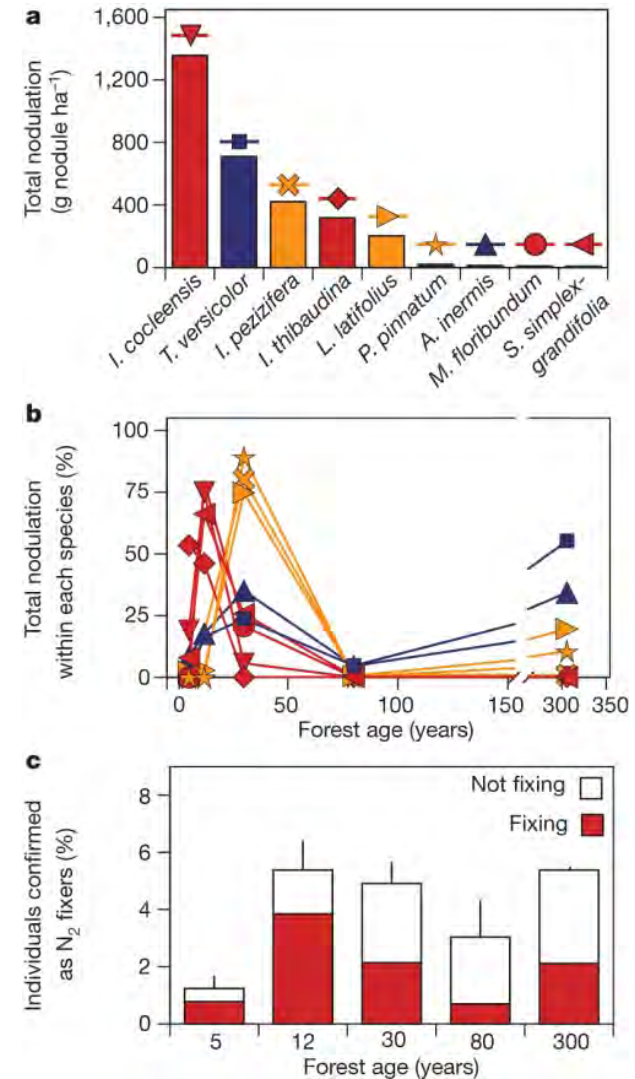 a
Total nodulation
(g nodule ha⁻¹)
1,600
1,200
800
400
0
I. cocleensis
T. versicolor
I. pezizifera
I. thibaudina
L. latifolius
P. pinnatum
A. inermis
M. floribundum
S. simplex-
grandifolia
b
Total nodulation
within each species (%)
100
75
50
25
0
0 50 100 150 300 350
Forest age (years)
c
Individuals confirmed
as N₂ fixers (%)
8
6
4
2
0
Not fixing
Fixing
5 12 30 80 300
Forest age (years)